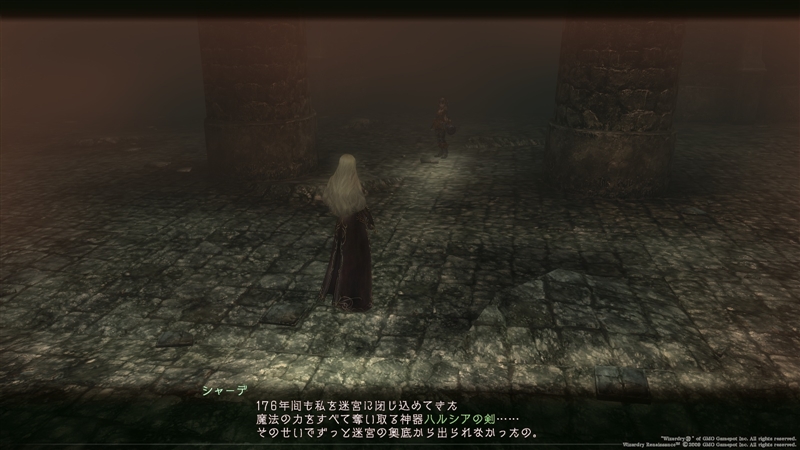 シャーデ
176年間も私を迷宮に閉じ込めてきた
魔法の力をすべて奪い取る神器ハルシアの剣……
そのせいでずっと迷宮の奥底から出られなかったの。
"Wizardry®" of GMO Gamepot Inc. All rights reserved.
Wizardry Renaissance™ © 2009 GMO Gamepot Inc. All rights reserved.